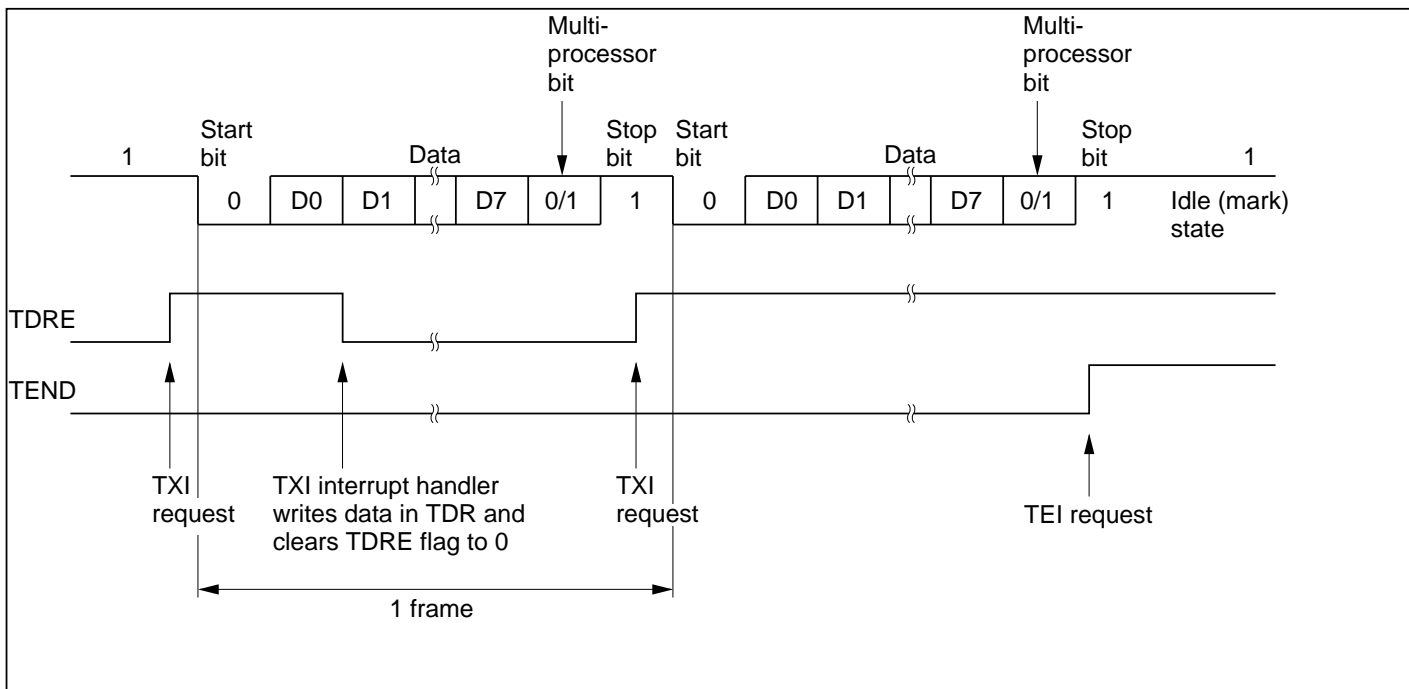 Multi-
processor
bit
Multi-
processor
bit
1
Start
bit
Data
Stop
bit
Start
bit
Data
Stop
bit
1
0 D0 D1 D7 0/1 1 0 D0 D1 D7 0/1 1
Idle (mark)
state
TDRE
TEND
TXI
request
TXI interrupt handler
writes data in TDR and
clears TDRE flag to 0
TXI
request
TEI request
1 frame